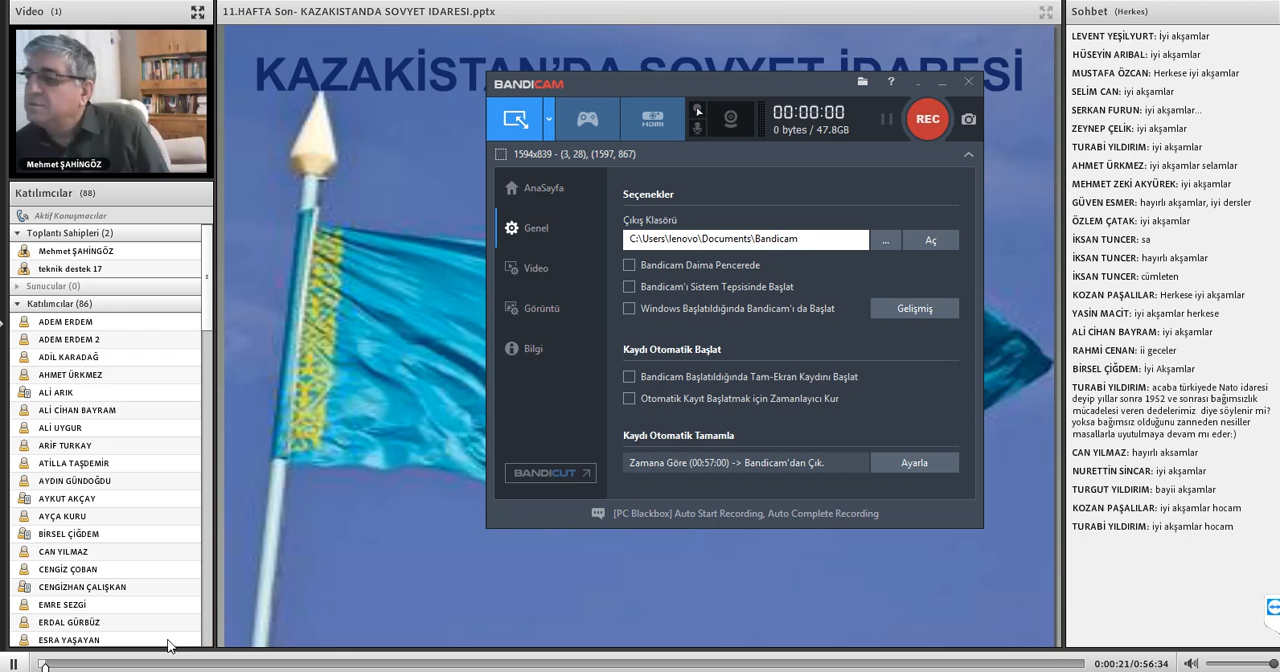 Video (1)
Mehmet ŞAHİNGÖZ
Katılımcılar (88)
Aktif Konuşmacılar
Toplantı Sahipleri (2)
Mehmet ŞAHİNGÖZ
teknik destek 17
Sunucular (0)
Katılımcılar (86)
ADEM ERDEM
ADEM ERDEM 2
ADİL KARADAĞ
AHMET ÜRKMEZ
ALİ ARIK
ALİ CİHAN BAYRAM
ALİ UYGUR
ARİF TURKAY
ATİLLA TAŞDEMİR
AYDIN GÜNDOĞDU
AYKUT AKÇAY
AYÇA KURU
BİRSEL ÇİĞDEM
CAN YILMAZ
CENGİZ ÇOBAN
CENGİZHAN ÇALIŞKAN
EMRE SEZGİ
ERDAL GÜRBÜZ
ESRA YAŞAYAN
11.HAFTA Son- KAZAKISTANDA SOVYET IDARESI.pptx
KAZAKİSTAN'DA SOVYET İDARESİ
BANDICAM
?
HDMI
00:00:00
0 bytes / 47.8GB
REC
1594x839 - (3, 28), (1597, 867)
AnaSayfa
Genel
Video
Görüntü
Bilgi
BANDICUT
Seçenekler
Çıkış Klasörü
C:\Users\lenovo\Documents\Bandicam
...
Aç
Bandicam Daima Pencerede
Bandicam'ı Sistem Tepsisinde Başlat
Windows Başlatıldığında Bandicam'ı da Başlat
Gelişmiş
Kaydı Otomatik Başlat
Bandicam Başlatıldığında Tam-Ekran Kaydını Başlat
Otomatik Kayıt Başlatmak için Zamanlayıcı Kur
Kaydı Otomatik Tamamla
Zamana Göre (00:57:00) -> Bandicam'dan Çık.
Ayarla
[PC Blackbox] Auto Start Recording, Auto Complete Recording
Sohbet (Herkes)
LEVENT YEŞİLYURT: İyi akşamlar
HÜSEYİN ARIBAL: iyi akşamlar
MUSTAFA ÖZCAN: Herkese iyi akşamlar
SELİM CAN: iyi akşamlar
SERKAN FURUN: iyi akşamlar...
ZEYNEP ÇELİK: iyi akşamlar
TURABİ YILDIRIM: iyi akşamlar
AHMET ÜRKMEZ: iyi akşamlar selamlar
MEHMET ZEKİ AKYÜREK: iyi akşamlar
GÜVEN ESMER: hayırlı akşamlar, iyi dersler
ÖZLEM ÇATAK: iyi akşamlar
İKSAN TUNCER: sa
İKSAN TUNCER: hayırlı akşamlar
İKSAN TUNCER: cümleten
KOZAN PAŞALILAR: Herkese iyi akşamlar
YASİN MACİT: iyi akşamlar herkese
ALİ CİHAN BAYRAM: iyi akşamlar
RAHMİ CENAN: ii geceler
BİRSEL ÇİĞDEM: İyi Akşamlar
TURABİ YILDIRIM: acaba türkiyede Nato idaresi
deyip yıllar sonra 1952 ve sonrası bağımsızlık
mücadelesi veren dedelerimiz diye söylenir mi?
yoksa bağımsız olduğunu zanneden nesiller
masallarla uyutulmaya devam mı eder:)
CAN YILMAZ: hayırlı aksamlar
NURETTİN SİNCAR: iyi akşamlar
TURGUT YILDIRIM: bayii akşamlar
KOZAN PAŞALILAR: iyi akşamlar hocam
TURABİ YILDIRIM: iyi akşamlar hocam
0:00:21/0:56:34